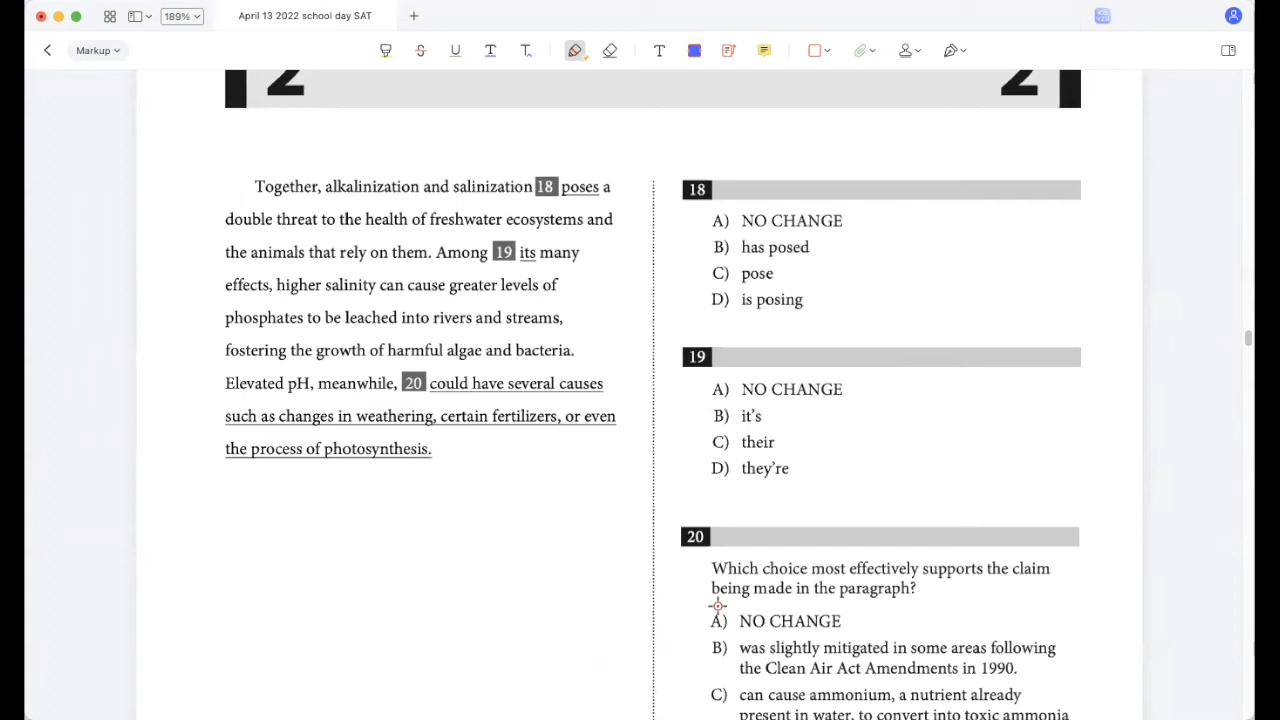 189%
April 13 2022 school day SAT
Markup
2
2
Together, alkalinization and salinization 18 poses a
double threat to the health of freshwater ecosystems and
the animals that rely on them. Among 19 its many
effects, higher salinity can cause greater levels of
phosphates to be leached into rivers and streams,
fostering the growth of harmful algae and bacteria.
Elevated pH, meanwhile, 20 could have several causes
such as changes in weathering, certain fertilizers, or even
the process of photosynthesis.
18
A) NO CHANGE
B) has posed
C) pose
D) is posing
19
A) NO CHANGE
B) it’s
C) their
D) they’re
20
Which choice most effectively supports the claim
being made in the paragraph?
A) NO CHANGE
B) was slightly mitigated in some areas following
the Clean Air Act Amendments in 1990.
C) can cause ammonium, a nutrient already
present in water, to convert into toxic ammonia